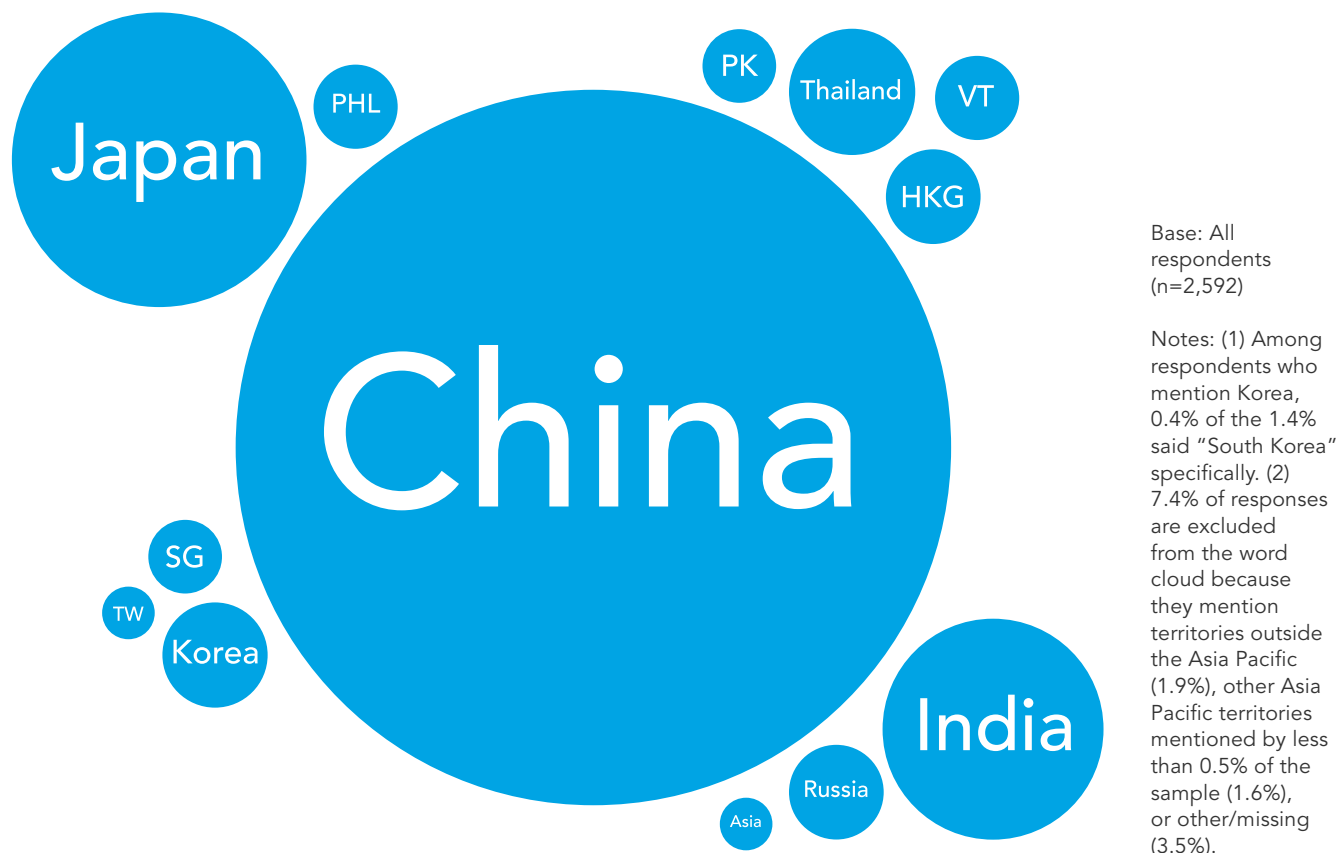 Japan
PHL
PK
Thailand
VT
HKG
China
SG
TW
Korea
India
Russia
Asia
Base: All
respondents
(n=2,592)
Notes: (1) Among
respondents who
mention Korea,
0.4% of the 1.4%
said “South Korea”
specifically. (2)
7.4% of responses
are excluded
from the word
cloud because
they mention
territories outside
the Asia Pacific
(1.9%), other Asia
Pacific territories
mentioned by less
than 0.5% of the
sample (1.6%),
or other/missing
(3.5%).